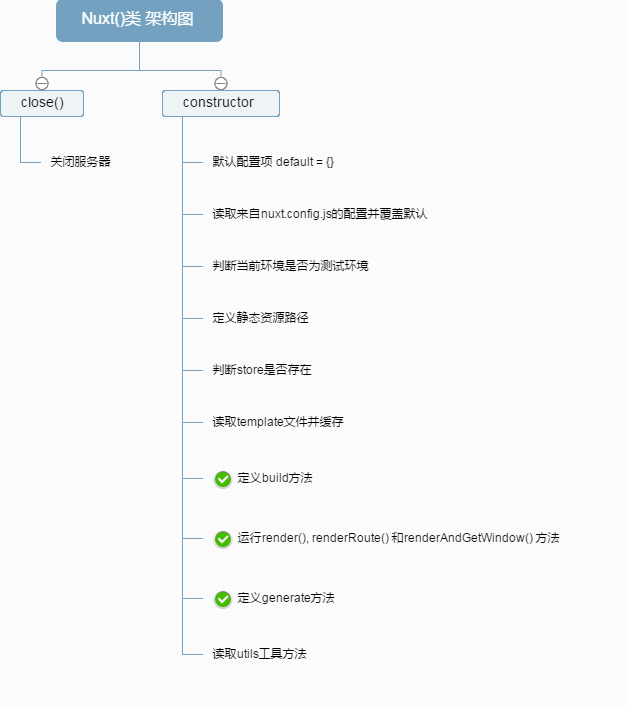 Nuxt()类 架构图
close()
constructor
关闭服务器
默认配置项 default = {}
读取来自nuxt.config.js的配置并覆盖默认
判断当前环境是否为测试环境
定义静态资源路径
判断store是否存在
读取template文件并缓存
定义build方法
运行render(), renderRoute() 和renderAndGetWindow() 方法
定义generate方法
读取utils工具方法